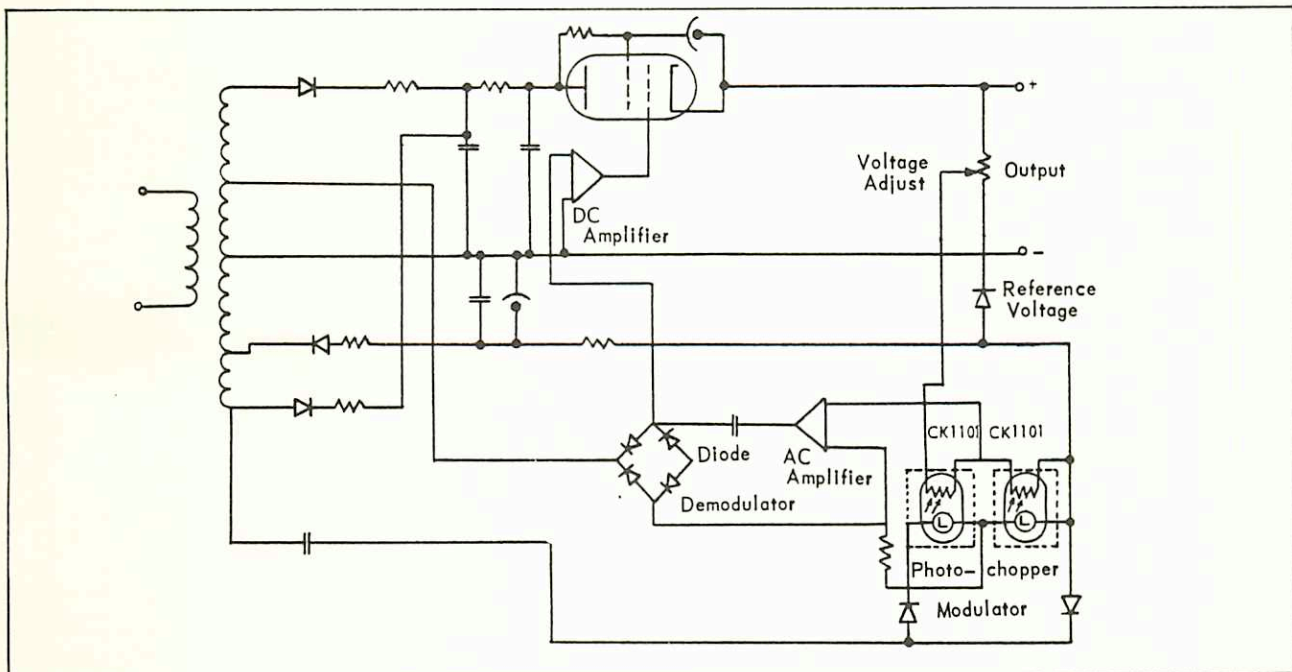 +
Voltage
Adjust
Output
DC
Amplifier
-
Reference
Voltage
CK1101 CK1101
Diode
AC
Amplifier
Demodulator
L L
Photo- chopper
Modulator